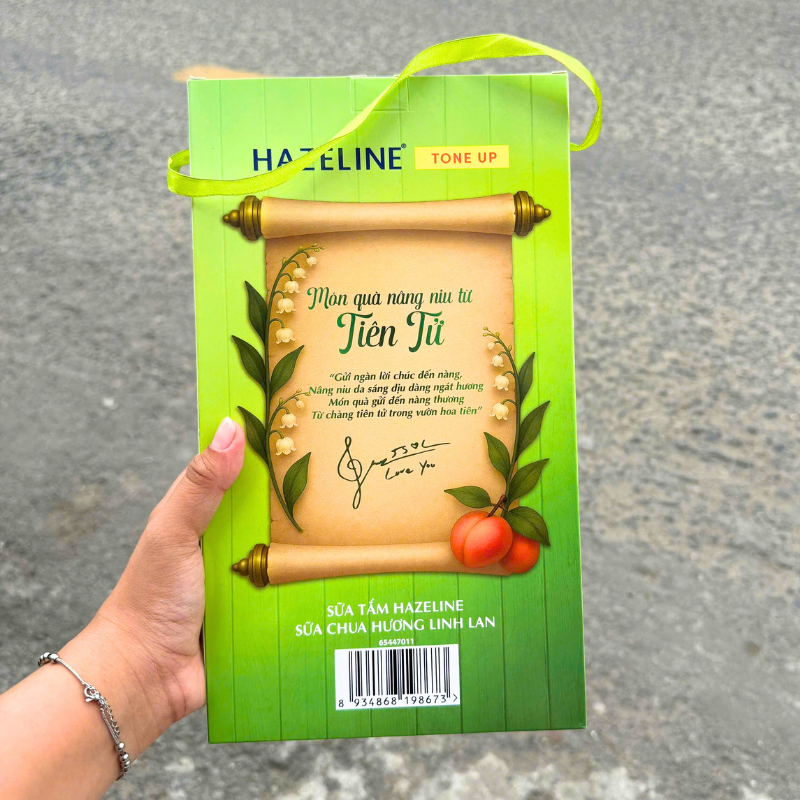 HAZELINE® TONE UP
Món quà nâng niu từ
Tiên Tử
"Gửi ngàn lời chúc đến nàng,
Nâng niu da sáng dịu dàng ngát hương
Món quà gửi đến nàng thương
Từ chàng tiên tử trong vườn hoa tiên"
Love You
SỮA TẮM HAZELINE
SỮA CHUA HƯƠNG LINH LAN
65447011
8 934868 198673 >